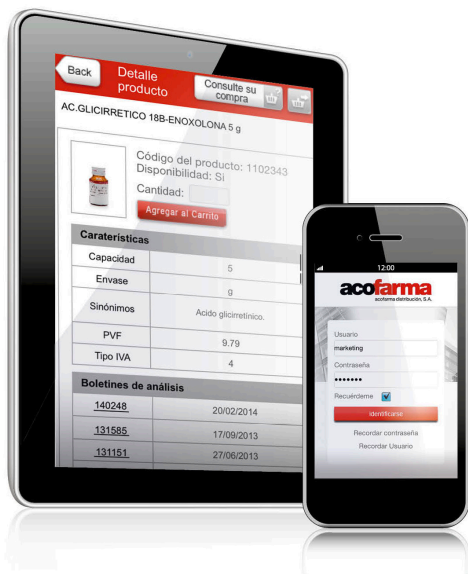 Back
Detalle
producto
Consulte su
compra
AC.GLICIRRETICO 18B-ENOXOLONA 5 g
Código del producto: 1102343
Disponibilidad: Si
Cantidad:
Agregar al Carrito
Caraterísticas
Capacidad 5
Envase g
Sinónimos Acido glicirretínico.
PVF 9.79
Tipo IVA 4
Boletines de análisis
140248 20/02/2014
131585 17/09/2013
131151 27/06/2013
12:00
acofarma
acofarma distribución, S.A.
Usuario
marketing
Contraseña
•••••••
Recuérdeme
Identificarse
Recordar contraseña
Recordar Usuario